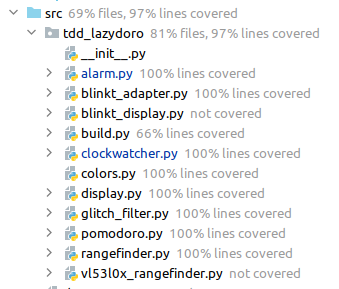 src 69% files, 97% lines covered
tdd_lazydoro 81% files, 97% lines covered
__init__.py
alarm.py 100% lines covered
blinkt_adapter.py 100% lines covered
blinkt_display.py not covered
build.py 66% lines covered
clockwatcher.py 100% lines covered
colors.py 100% lines covered
display.py 100% lines covered
glitch_filter.py 100% lines covered
pomodoro.py 100% lines covered
rangefinder.py 100% lines covered
vl53l0x_rangefinder.py not covered